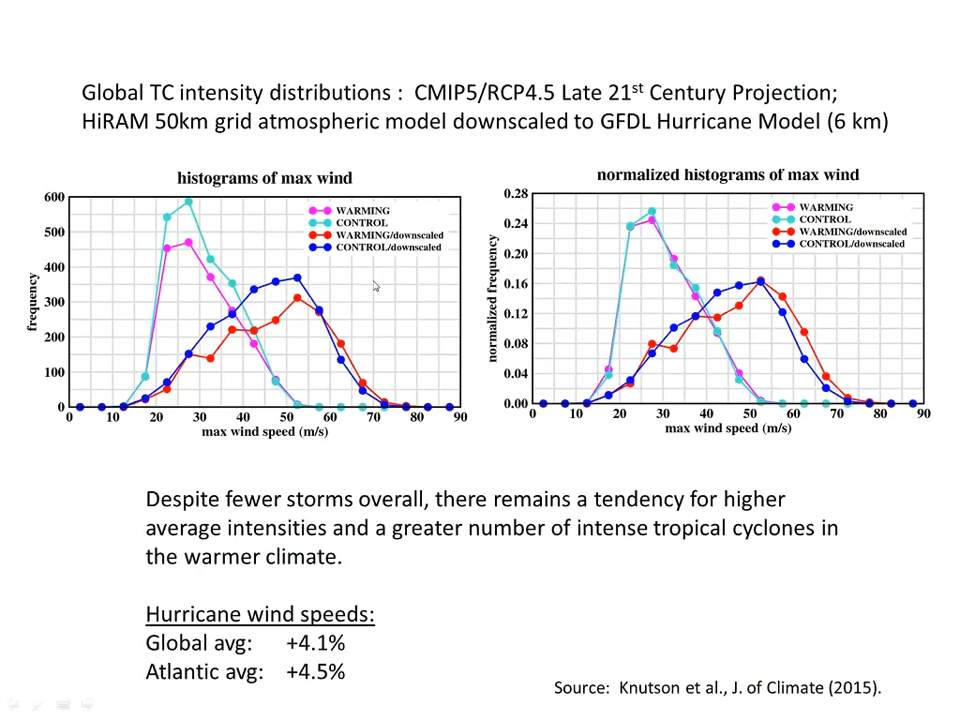 Global TC intensity distributions : CMIP5/RCP4.5 Late 21st Century Projection;
HiRAM 50km grid atmospheric model downscaled to GFDL Hurricane Model (6 km)
histograms of max wind
600
500
400
300
200
100
0
frequency
WARMING
CONTROL
WARMING/downscaled
CONTROL/downscaled
0 10 20 30 40 50 60 70 80 90
max wind speed (m/s)
normalized histograms of max wind
0.28
0.24
0.20
0.16
0.12
0.08
0.04
0.00
normalized frequency
WARMING
CONTROL
WARMING/downscaled
CONTROL/downscaled
0 10 20 30 40 50 60 70 80 90
max wind speed (m/s)
Despite fewer storms overall, there remains a tendency for higher
average intensities and a greater number of intense tropical cyclones in
the warmer climate.
Hurricane wind speeds:
Global avg: +4.1%
Atlantic avg: +4.5%
Source: Knutson et al., J. of Climate (2015).